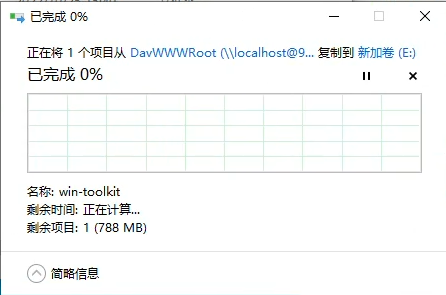 已完成 0%
正在将 1 个项目从 DavWWWRoot (\\localhost@9... 复制到 新加卷 (E:)
已完成 0%
名称: win-toolkit
剩余时间: 正在计算...
剩余项目: 1 (788 MB)
简略信息